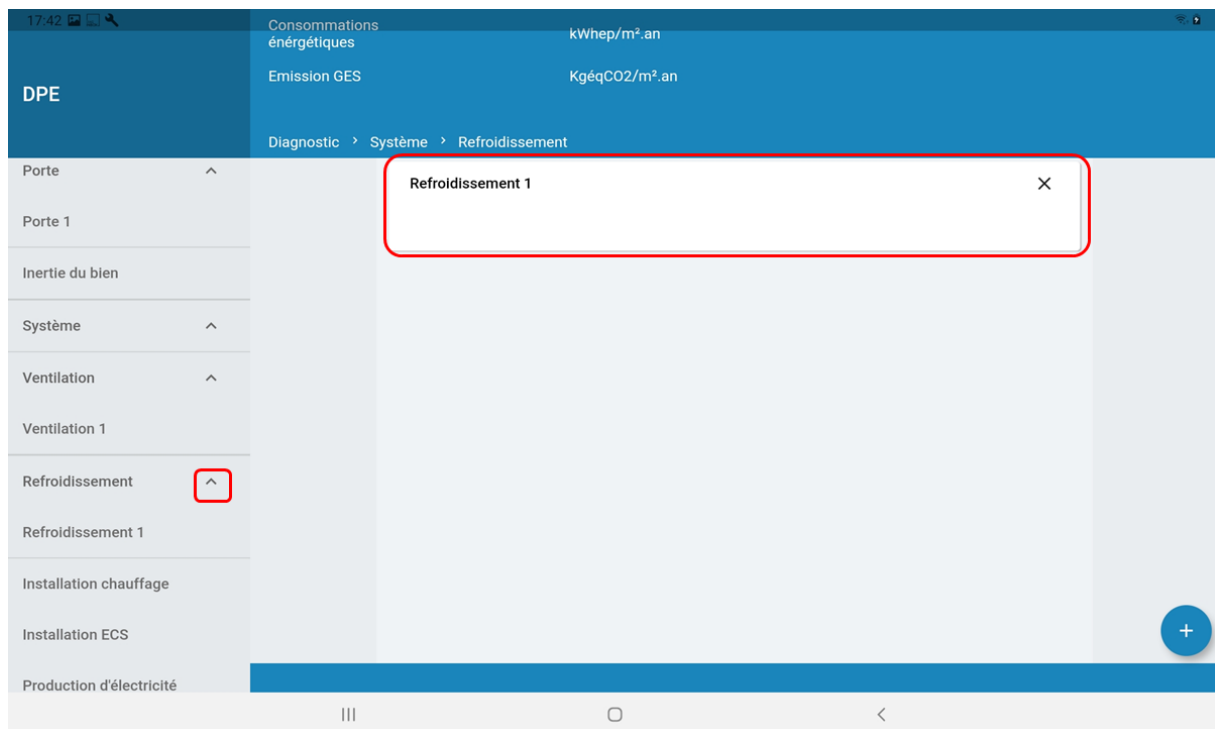 17:42
Consommations
énérgétiques
kWhep/m².an
Emission GES
KgéqCO2/m².an
DPE
Diagnostic > Système > Refroidissement
Porte
Porte 1
Inertie du bien
Système
Ventilation
Ventilation 1
Refroidissement
Refroidissement 1
Installation chauffage
Installation ECS
Production d'électricité
Refroidissement 1